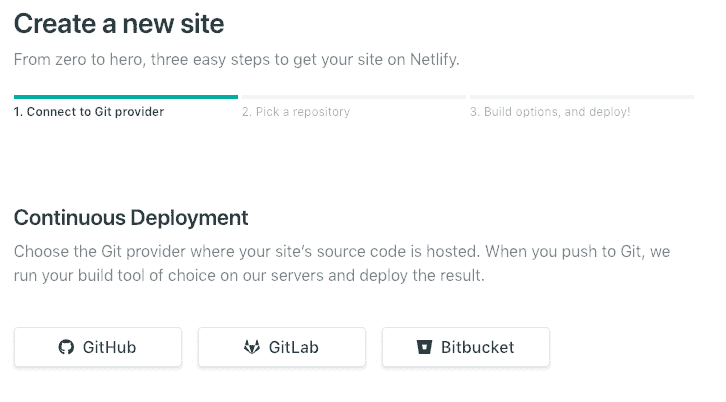 Create a new site
From zero to hero, three easy steps to get your site on Netlify.
1. Connect to Git provider
2. Pick a repository
3. Build options, and deploy!
Continuous Deployment
Choose the Git provider where your site's source code is hosted. When you push to Git, we
run your build tool of choice on our servers and deploy the result.
GitHub
GitLab
Bitbucket